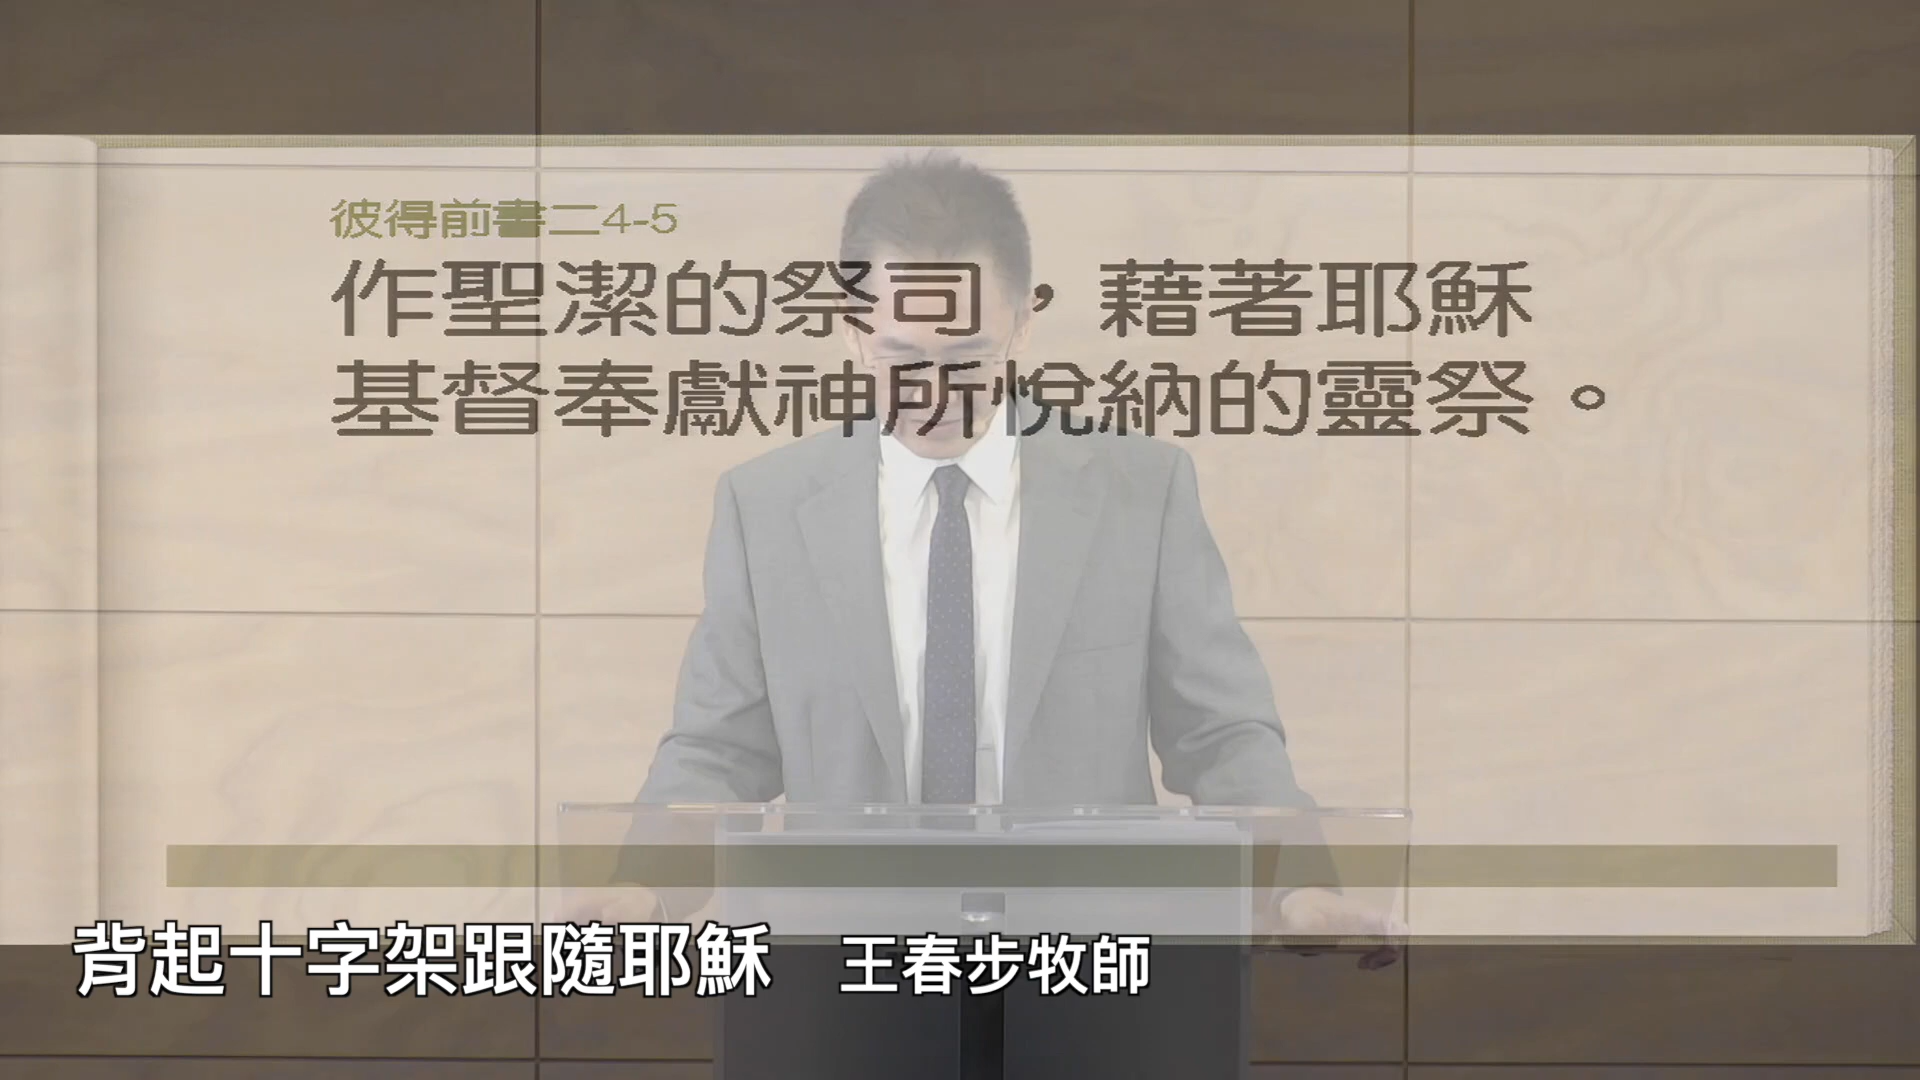 彼得前書二4-5
作聖潔的祭司，藉著耶穌
基督奉獻神所悅納的靈祭。
背起十字架跟隨耶穌 王春步牧師